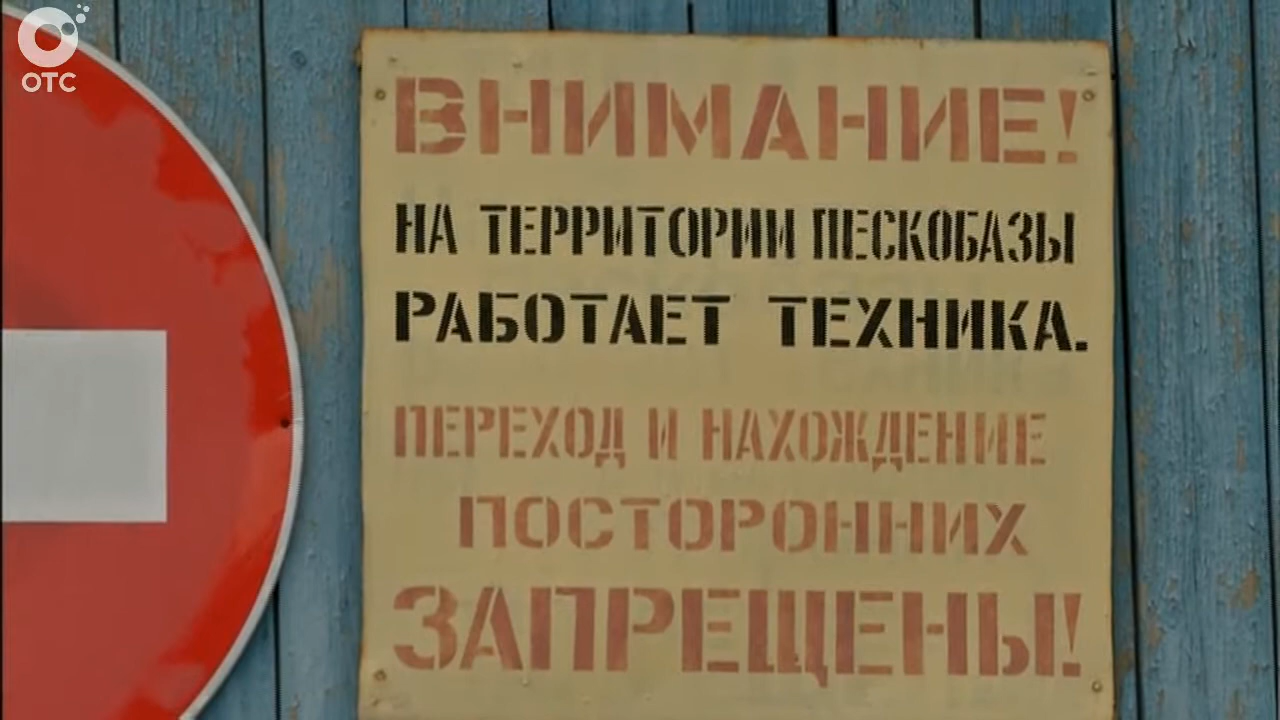 ОТС
ВНИМАНИЕ!
НА ТЕРРИТОРИИ ПЕСКОБАЗЫ
РАБОТАЕТ ТЕХНИКА.
ПЕРЕХОД И НАХОЖДЕНИЕ
ПОСТОРОННИХ
ЗАПРЕЩЕНЫ!